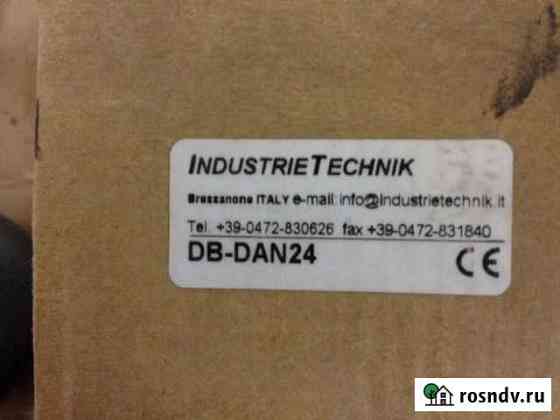 INDUSTRIETECHNIK
Bressanone ITALY e-mail: info@industrietechnik.it
Tel. +39-0472-830626 fax +39-0472-831840
DB-DAN24 CE
rosndv.ru